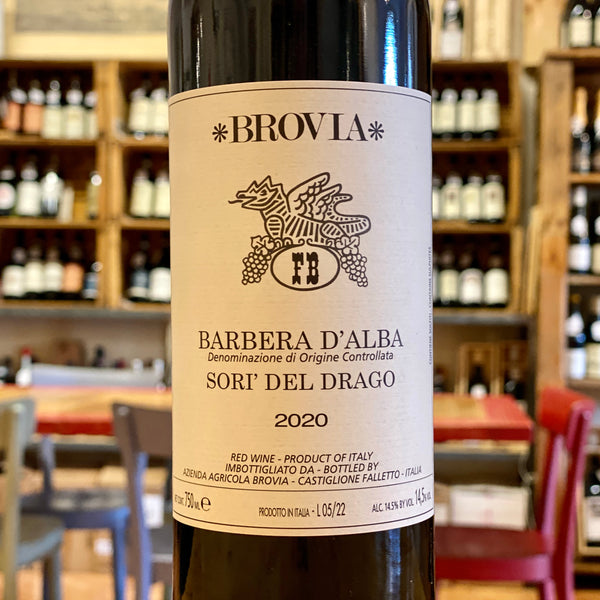 *BROVIA*
FB
BARBERA D'ALBA
Denominazione di Origine Controllata
SORI' DEL DRAGO
2020
RED WINE - PRODUCT OF ITALY
IMBOTTIGLIATO DA - BOTTLED BY
AZIENDA AGRICOLA BROVIA - CASTIGLIONE FALLETTO - ITALIA
750 ML e
PRODOTTO IN ITALIA - L 05/22
ALC. 14.5% BY VOL. 14,5% VOL